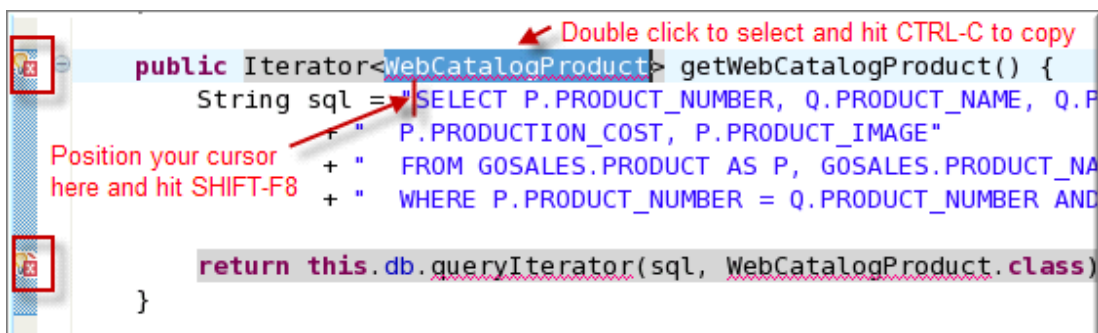 Double click to select and hit CTRL-C to copy
public Iterator<WebCatalogProduct> getWebCatalogProduct() {
String sql = "SELECT P.PRODUCT_NUMBER, Q.PRODUCT_NAME, Q.P
+ "  P.PRODUCTION_COST, P.PRODUCT_IMAGE"
Position your cursor
here and hit SHIFT-F8
+ "  FROM GOSALES.PRODUCT AS P, GOSALES.PRODUCT_NA
+ "  WHERE P.PRODUCT_NUMBER = Q.PRODUCT_NUMBER AND
return this.db.queryIterator(sql, WebCatalogProduct.class)
}